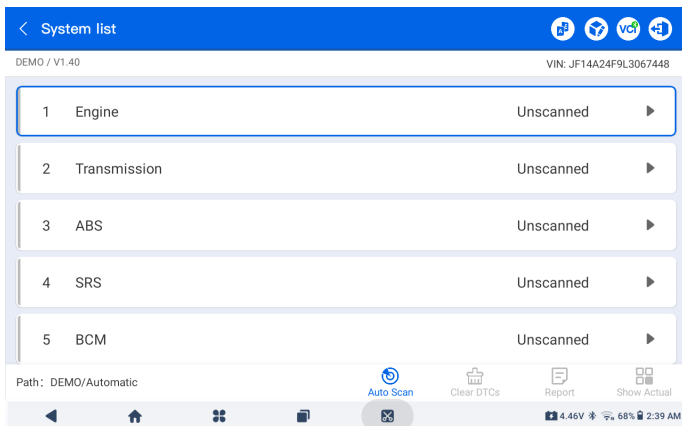 System list
VCI
DEMO / V1.40 VIN: JF14A24F9L3067448
1 Engine Unscanned
2 Transmission Unscanned
3 ABS Unscanned
4 SRS Unscanned
5 BCM Unscanned
Path: DEMO/Automatic Auto Scan Clear DTCs Report Show Actual
4.46V 68% 2:39 AM